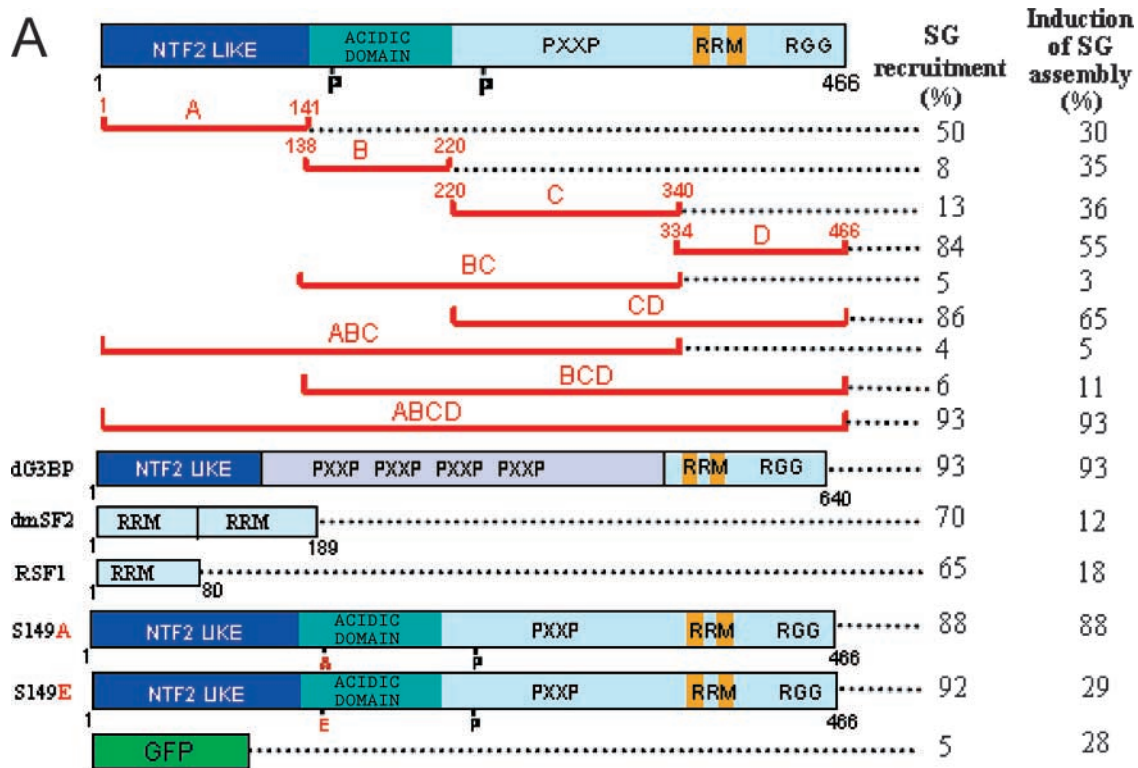 A
NTF2 LIKE ACIDIC DOMAIN PXXP RRM RGG
P P
1 466
SG recruitment (%)
Induction of SG assembly (%)
1 A 141 50 30
138 B 220 8 35
220 C 340 13 36
334 D 466 84 55
BC 5 3
CD 86 65
ABC 4 5
BCD 6 11
ABCD 93 93
dG3BP NTF2 LIKE PXXP PXXP PXXP PXXP RRM RGG 93 93
1 640
dmSF2 RRM RRM 70 12
1 189
RSF1 RRM 65 18
1 80
S149A NTF2 LIKE ACIDIC DOMAIN PXXP RRM RGG 88 88
1 A P 466
S149E NTF2 LIKE ACIDIC DOMAIN PXXP RRM RGG 92 29
1 E P 466
GFP 5 28